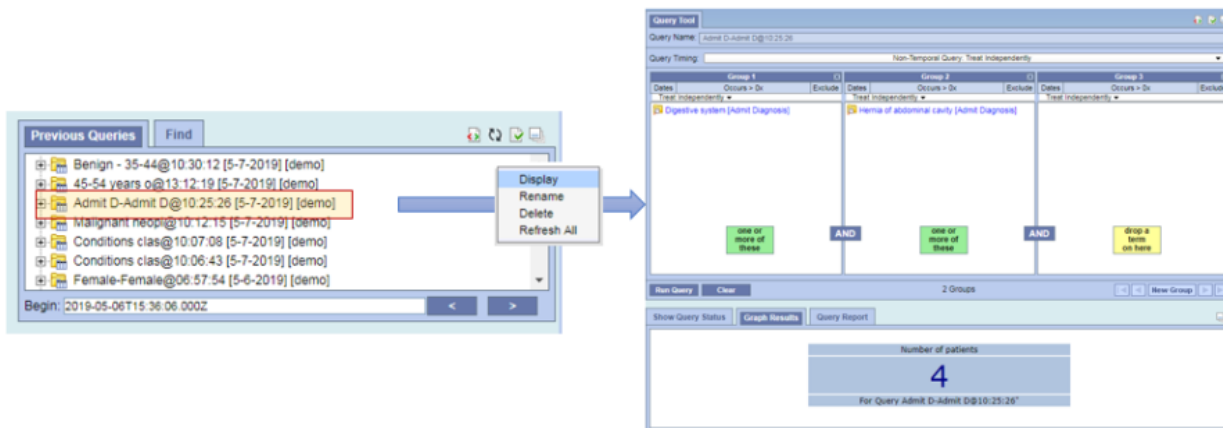 Previous Queries Find
Benign - 35-44@10:30:12 [5-7-2019] [demo]
45-54 years o@13:12:19 [5-7-2019] [demo]
Admit D-Admit D@10:25:26 [5-7-2019] [demo]
Malignant neopl@10:12:15 [5-7-2019] [demo]
Conditions clas@10:07:08 [5-7-2019] [demo]
Conditions clas@10:06:43 [5-7-2019] [demo]
Female-Female@06:57:54 [5-6-2019] [demo]
Begin: 2019-05-06T15:36:06.000Z < >
Display
Rename
Delete
Refresh All
Query Tool
Query Name: Admit D-Admit D@10:25:26
Query Timing: Non-Temporal Query: Treat Independently
Group 1 Group 2 Group 3
Dates Occurs > 0x Exclude Dates Occurs > 0x Exclude Dates Occurs > 0x Exclude
Treat Independently Treat Independently Treat Independently
Digestive system [Admit Diagnosis] Hernia of abdominal cavity [Admit Diagnosis]
one or more of these AND one or more of these AND drop a term on here
Run Query Clear 2 Groups New Group
Show Query Status Graph Results Query Report
Number of patients
4
For Query Admit D-Admit D@10:25:26"